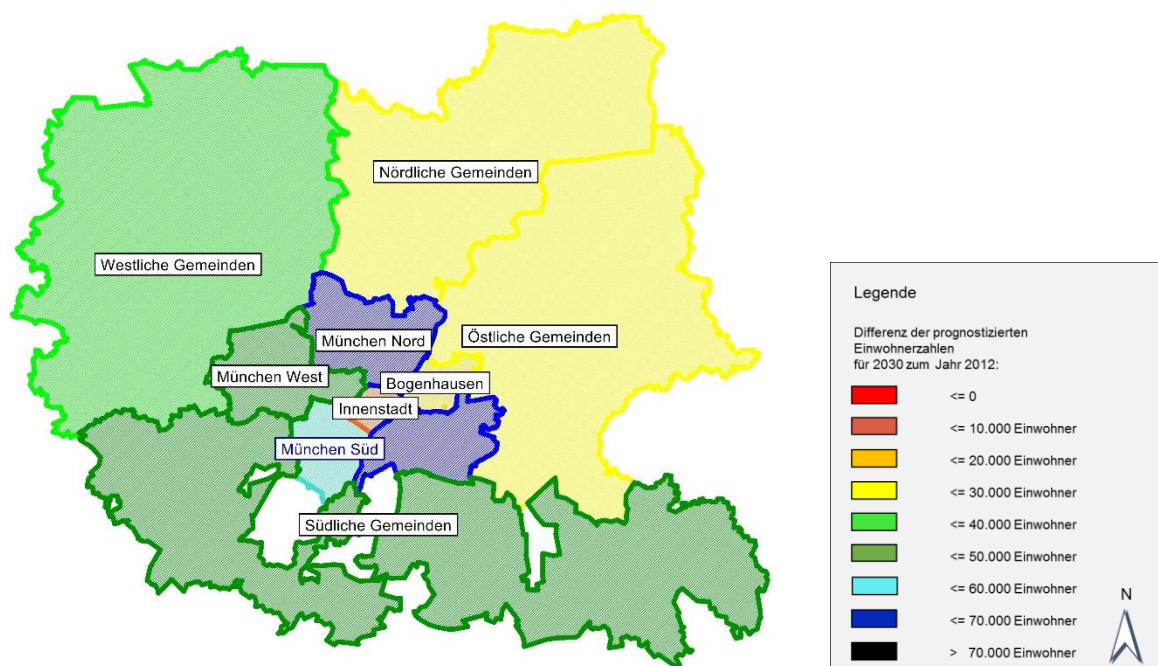 Nördliche Gemeinden
Westliche Gemeinden
Östliche Gemeinden
München Nord
München West
Bogenhausen
Innenstadt
München Süd
Südliche Gemeinden
Legende
Differenz der prognostizierten
Einwohnerzahlen
für 2030 zum Jahr 2012:
<= 0
<= 10.000 Einwohner
<= 20.000 Einwohner
<= 30.000 Einwohner
<= 40.000 Einwohner
<= 50.000 Einwohner
<= 60.000 Einwohner
<= 70.000 Einwohner
> 70.000 Einwohner
N